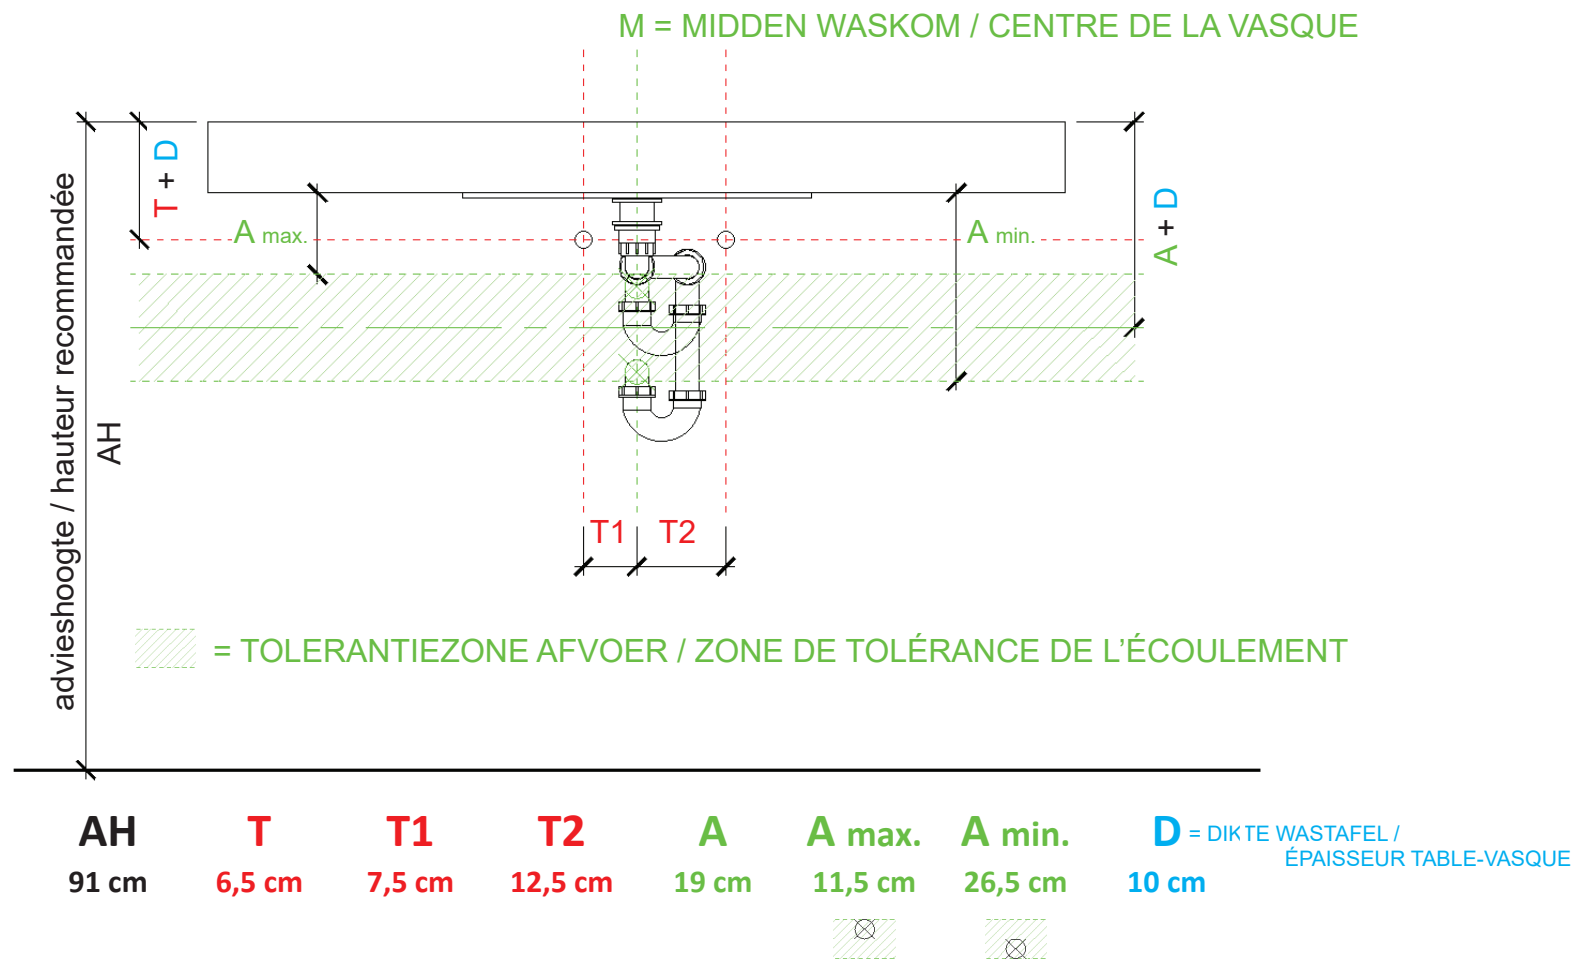 M = MIDDEN WASKOM / CENTRE DE LA VASQUE
T + D
A max.
A min.
A + D
advieshoogte / hauteur recommandée
AH
T1
T2
= TOLERANTIEZONE AFVOER / ZONE DE TOLÉRANCE DE L'ÉCOULEMENT
AH T T1 T2 A A max. A min. D = DIKTE WASTAFEL /
ÉPAISSEUR TABLE-VASQUE
91 cm 6,5 cm 7,5 cm 12,5 cm 19 cm 11,5 cm 26,5 cm 10 cm